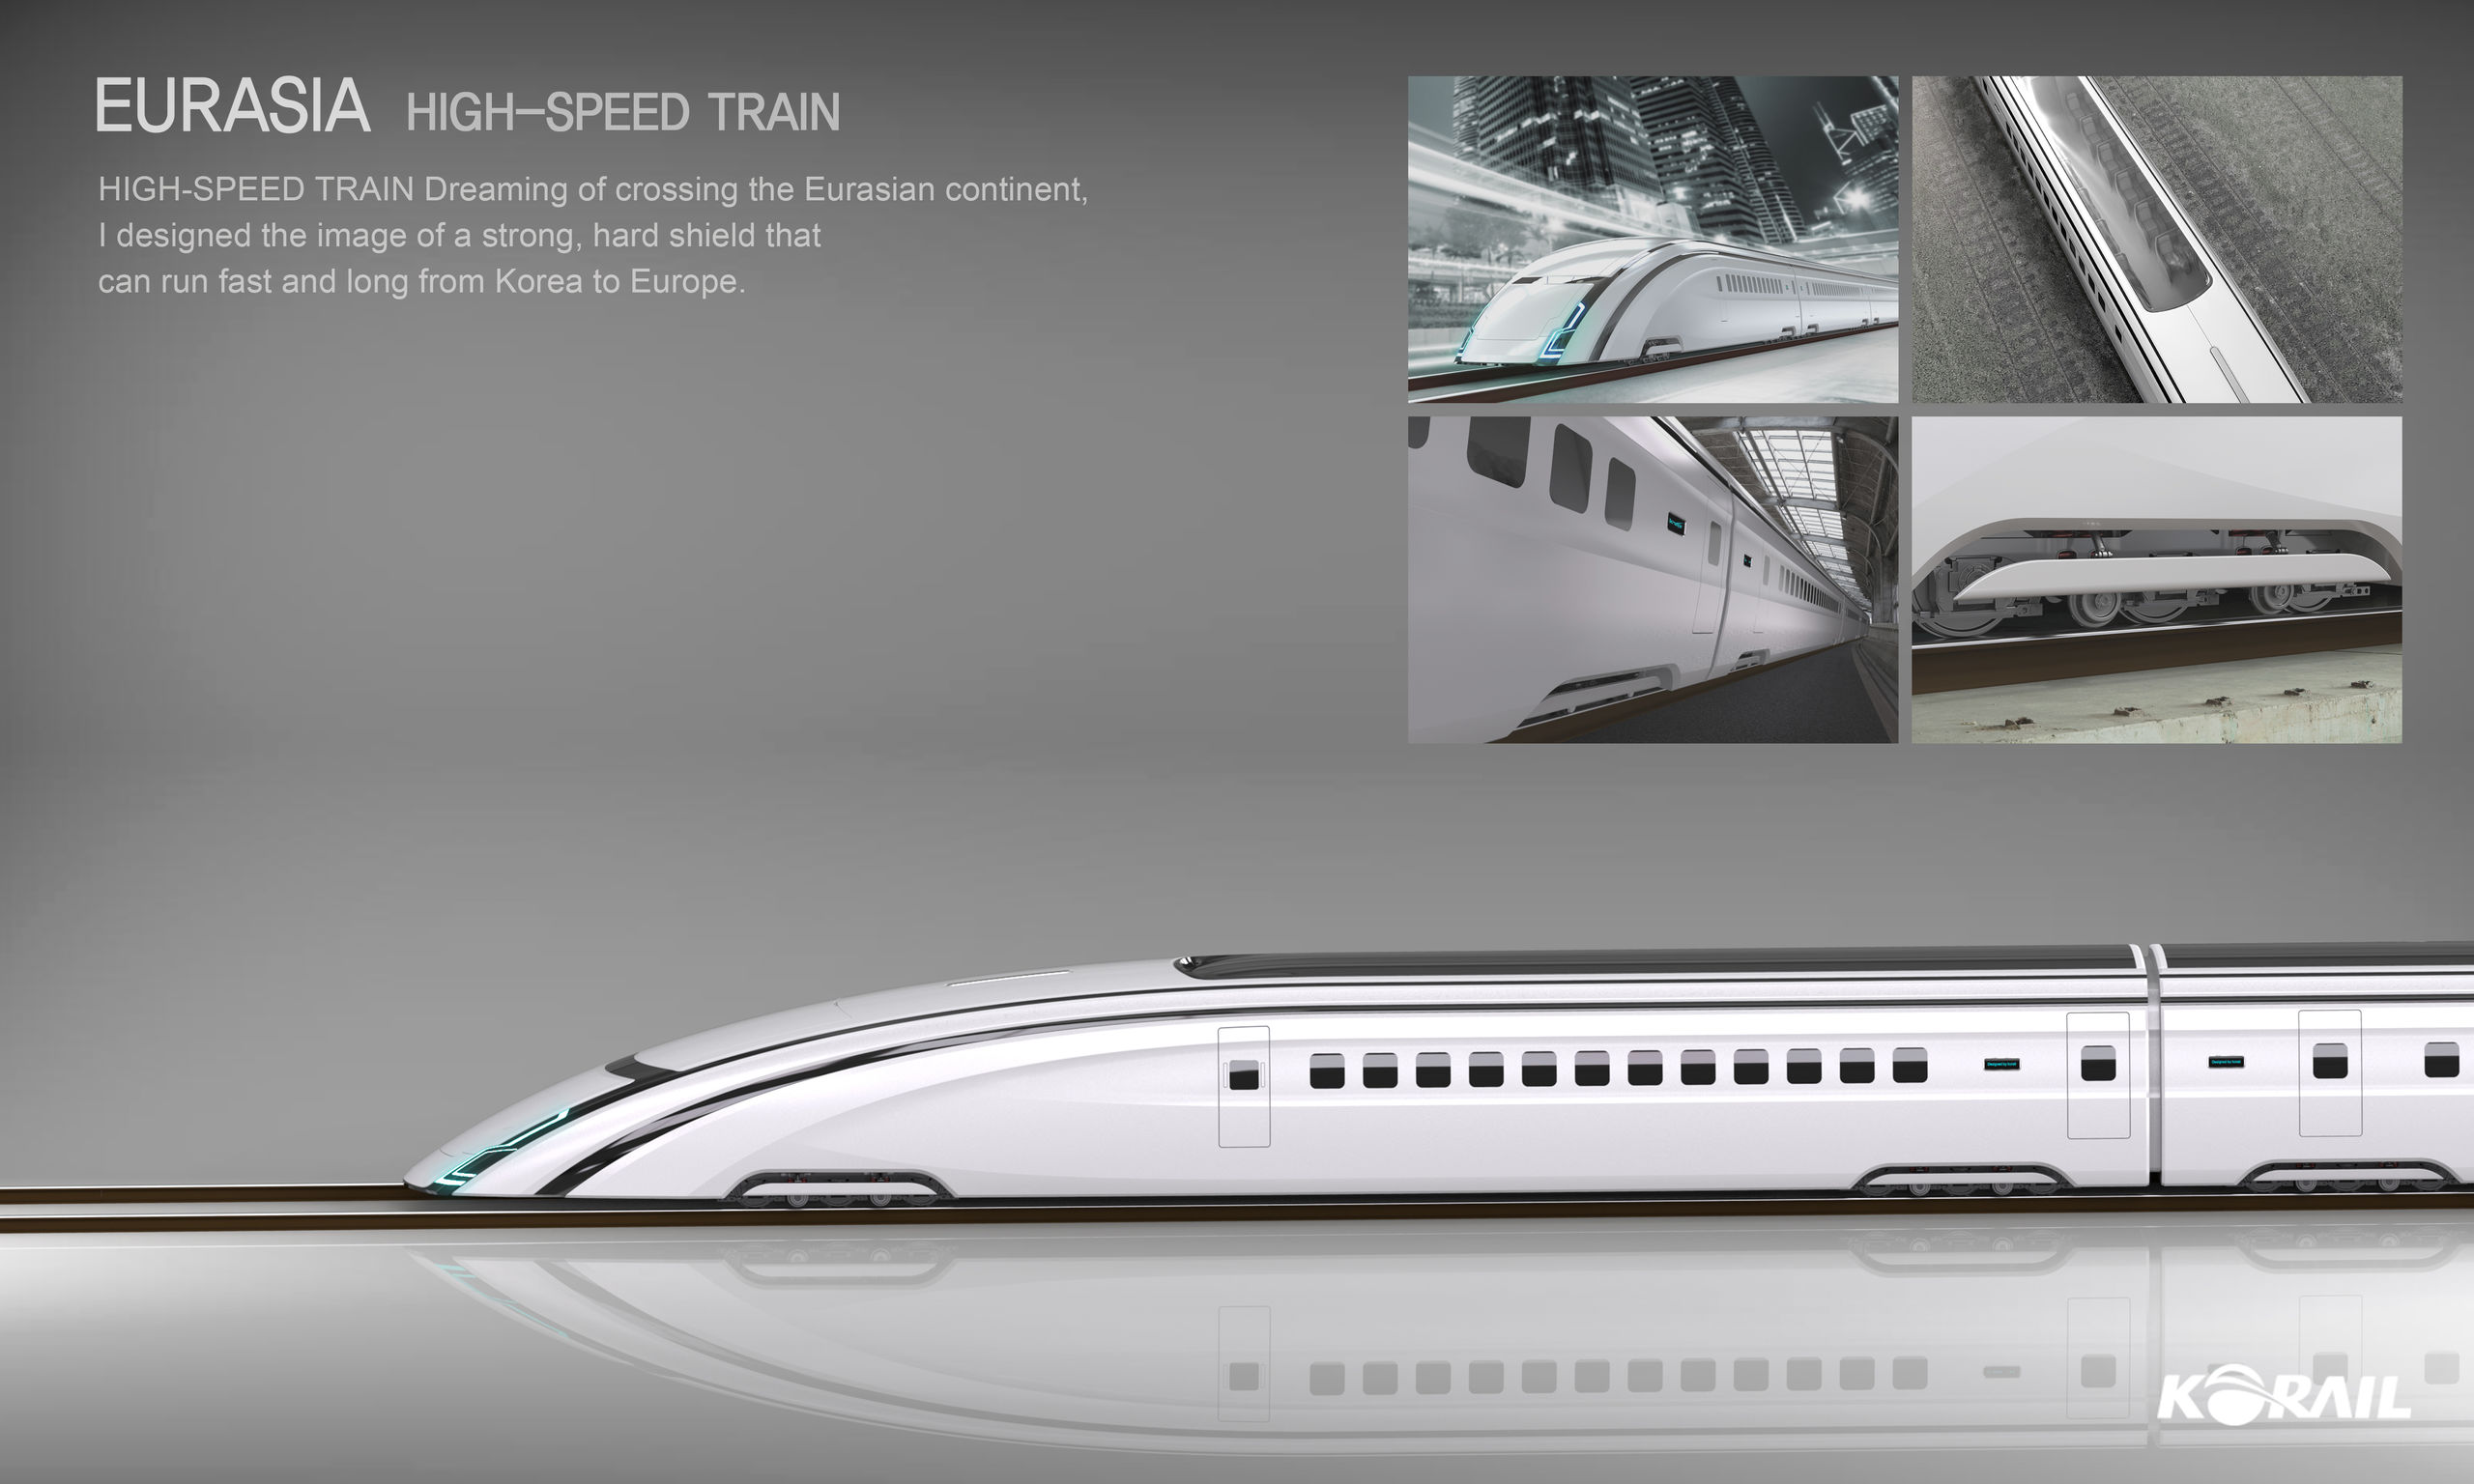 EURASIA HIGH-SPEED TRAIN
HIGH-SPEED TRAIN Dreaming of crossing the Eurasian continent,
I designed the image of a strong, hard shield that
can run fast and long from Korea to Europe.
KORAIL